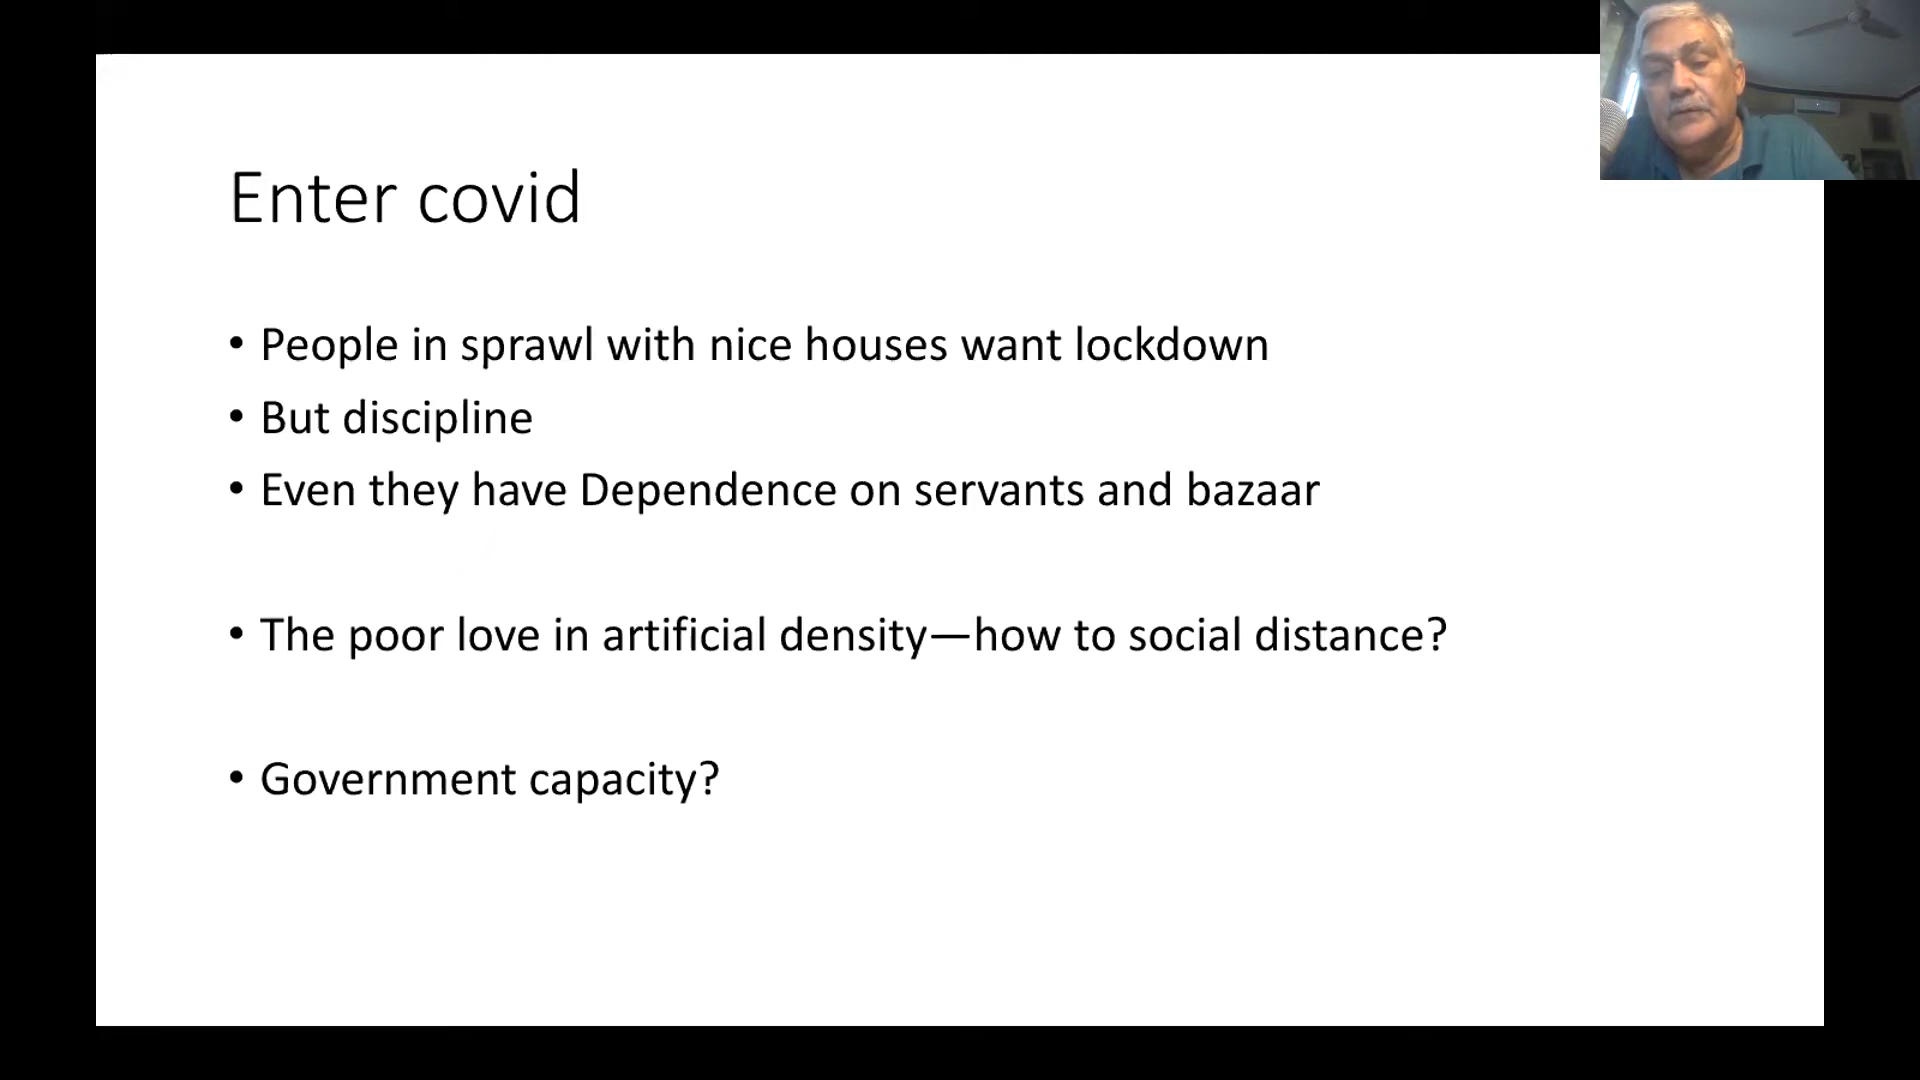 Enter covid
• People in sprawl with nice houses want lockdown
• But discipline
• Even they have Dependence on servants and bazaar
• The poor love in artificial density—how to social distance?
• Government capacity?